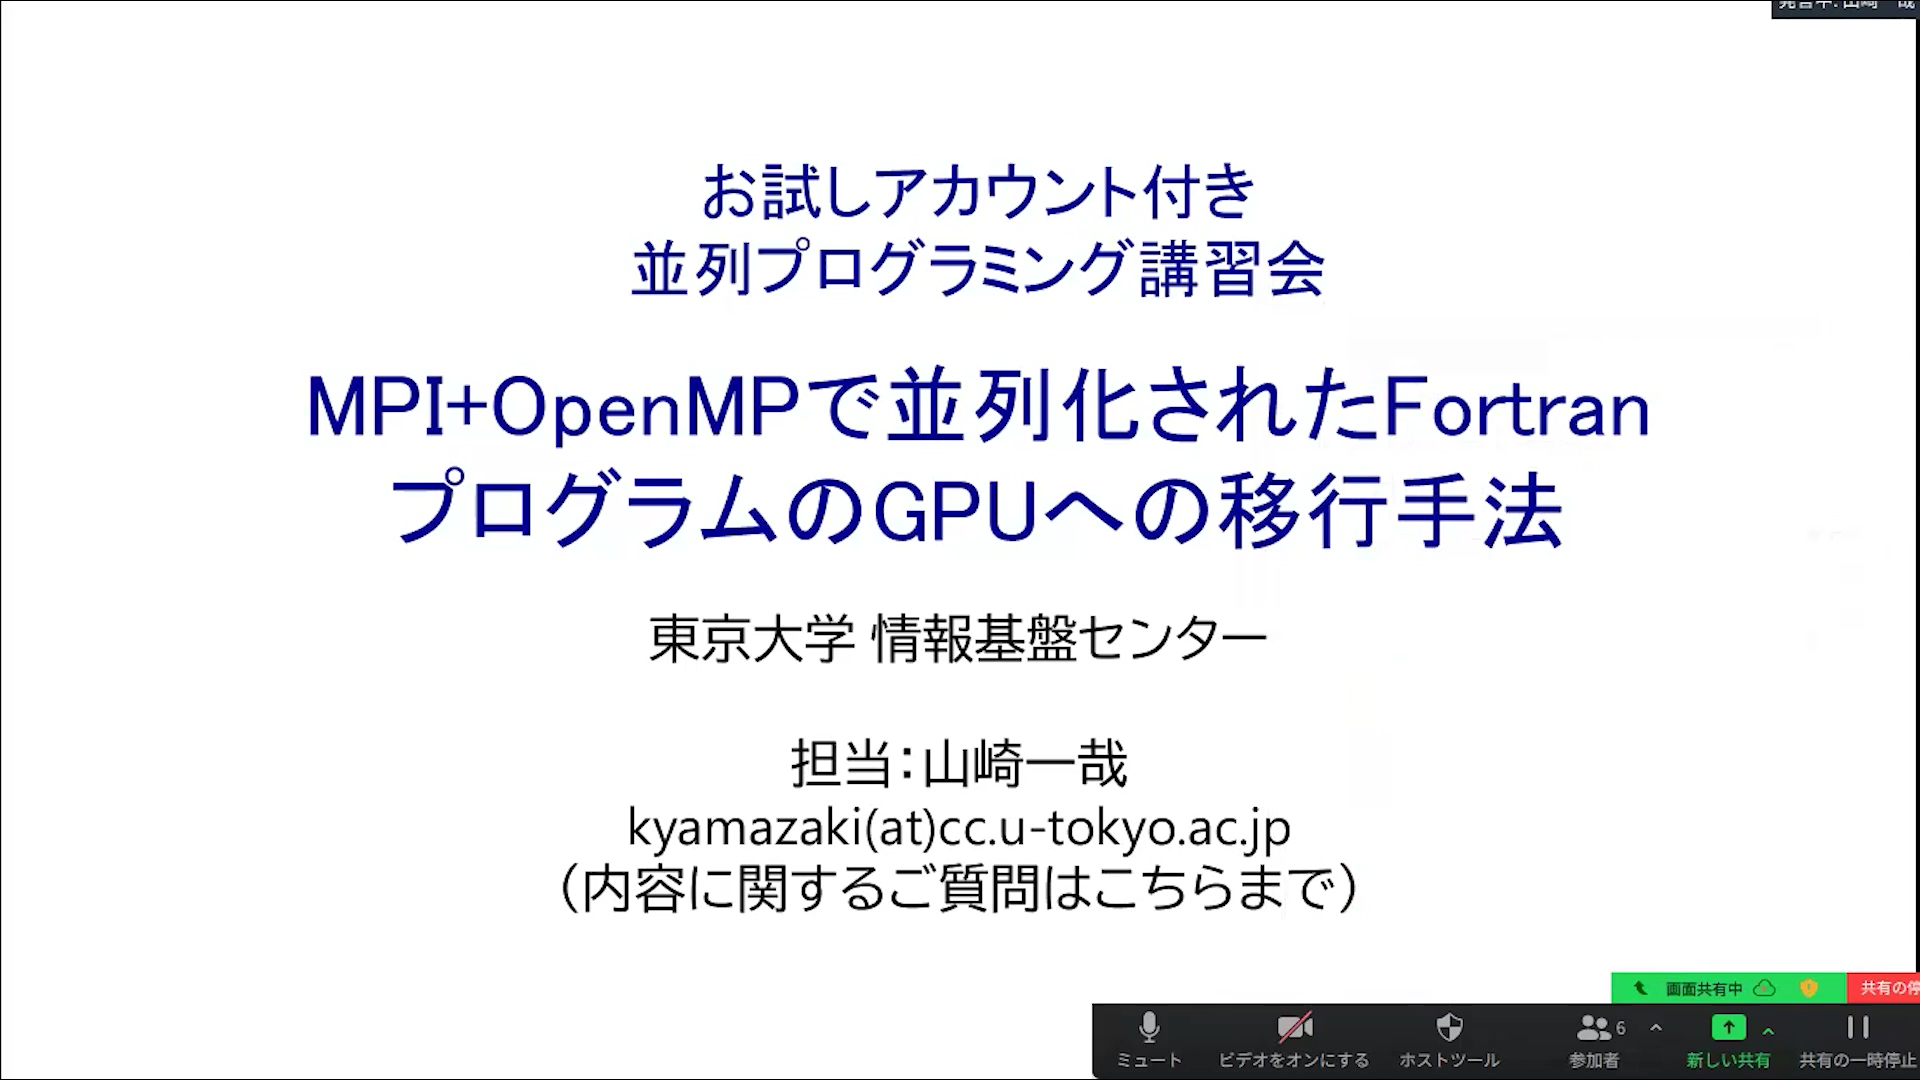 お試しアカウント付き
並列プログラミング講習会
MPI+OpenMPで並列化されたFortran
プログラムのGPUへの移行手法
東京大学 情報基盤センター
担当：山崎一哉
kyamazaki(at)cc.u-tokyo.ac.jp
（内容に関するご質問はこちらまで）
画面共有中
共有の停
6
ミュート
ビデオをオンにする
ホストツール
参加者
新しい共有
共有の一時停止